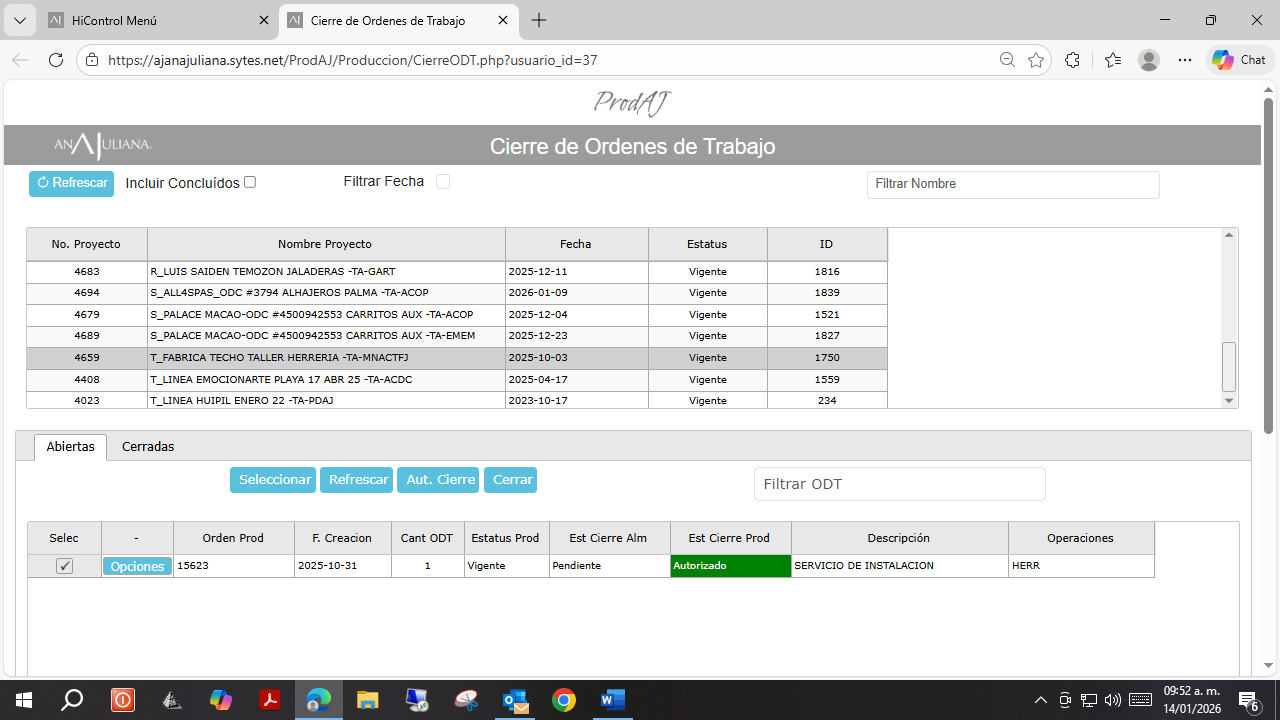 HiControl Menú
Cierre de Ordenes de Trabajo
https://ajanajuliana.sytes.net/ProdAJ/Produccion/CierreODT.php?usuario_id=37
Chat
ProdAJ
ANAJULIANA
Cierre de Ordenes de Trabajo
Refrescar Incluir Concluídos Filtrar Fecha Filtrar Nombre
No. Proyecto Nombre Proyecto Fecha Estatus ID
4683 R_LUIS SAIDEN TEMOZON JALADERAS -TA-GART 2025-12-11 Vigente 1816
4694 S_ALL4SPAS_ODC #3794 ALHAJEROS PALMA -TA-ACOP 2026-01-09 Vigente 1839
4679 S_PALACE MACAO-ODC #4500942553 CARRITOS AUX -TA-ACOP 2025-12-04 Vigente 1521
4689 S_PALACE MACAO-ODC #4500942553 CARRITOS AUX -TA-EMEM 2025-12-23 Vigente 1827
4659 T_FABRICA TECHO TALLER HERRERIA -TA-MNACTFJ 2025-10-03 Vigente 1750
4408 T_LINEA EMOCIONARTE PLAYA 17 ABR 25 -TA-ACDC 2025-04-17 Vigente 1559
4023 T_LINEA HUIPIL ENERO 22 -TA-PDAJ 2023-10-17 Vigente 234
Abiertas Cerradas
Seleccionar Refrescar Aut. Cierre Cerrar Filtrar ODT
Selec - Orden Prod F. Creacion Cant ODT Estatus Prod Est Cierre Alm Est Cierre Prod Descripción Operaciones
Opciones 15623 2025-10-31 1 Vigente Pendiente Autorizado SERVICIO DE INSTALACION HERR
09:52 a. m.
14/01/2026
6